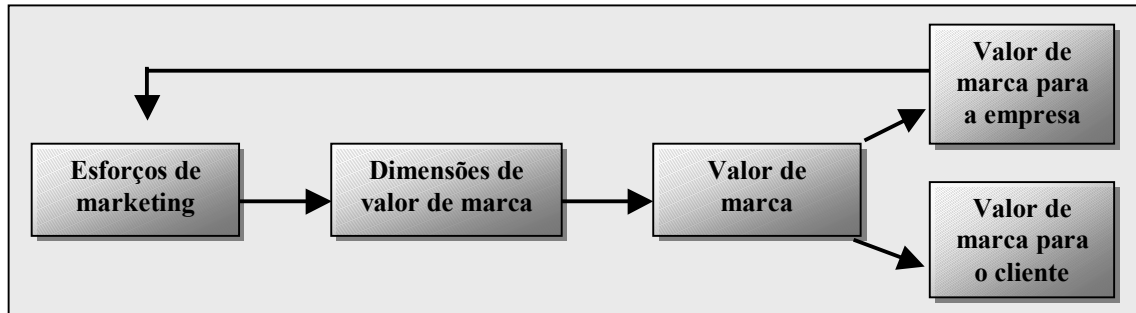 Esforços de
marketing
Dimensões de
valor de marca
Valor de
marca
Valor de
marca para
a empresa
Valor de
marca para
o cliente